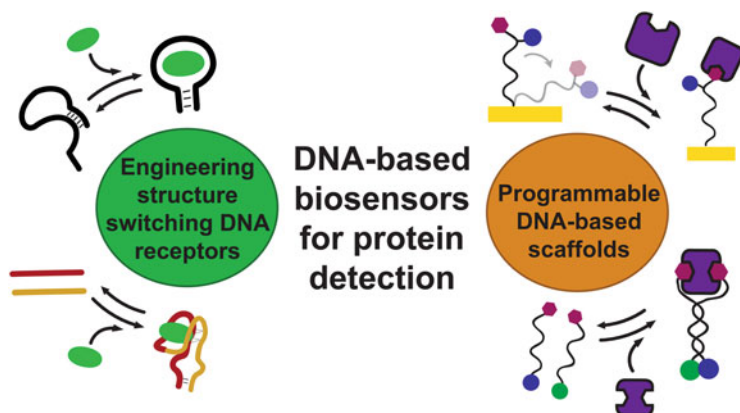 Engineering
structure
switching DNA
receptors
DNA-based
biosensors
for protein
detection
Programmable
DNA-based
scaffolds